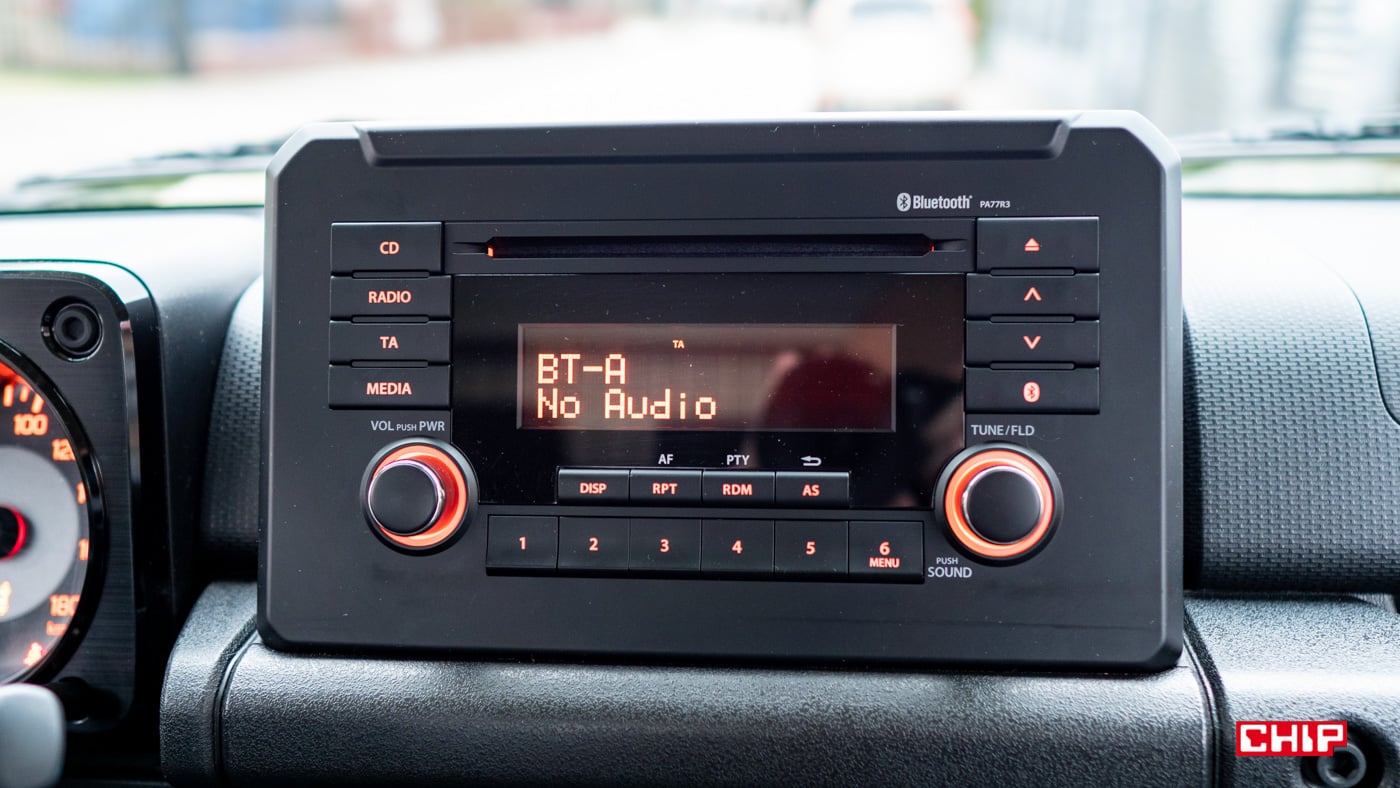 Bluetooth® PA77R3
CD
RADIO
TA
MEDIA
TA
BT-A
No Audio
VOL PUSH PWR
TUNE/FLD
AF PTY
DISP RPT RDM AS
1 2 3 4 5 6
MENU
PUSH
SOUND
100
180
CHIP